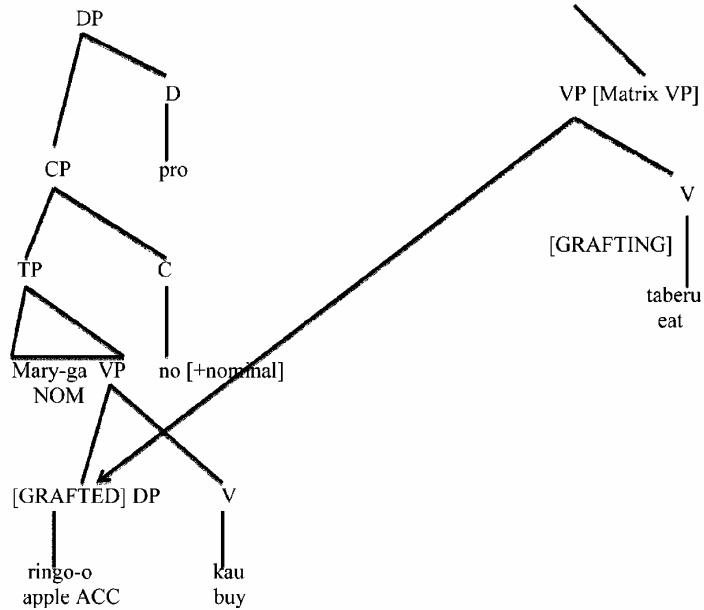 DP
D
VP [Matrix VP]
CP
pro
V
[GRAFTING]
TP
C
taberu
eat
Mary-ga VP
no [+nominal]
NOM
[GRAFTED] DP
V
ringo-o
kau
apple ACC
buy